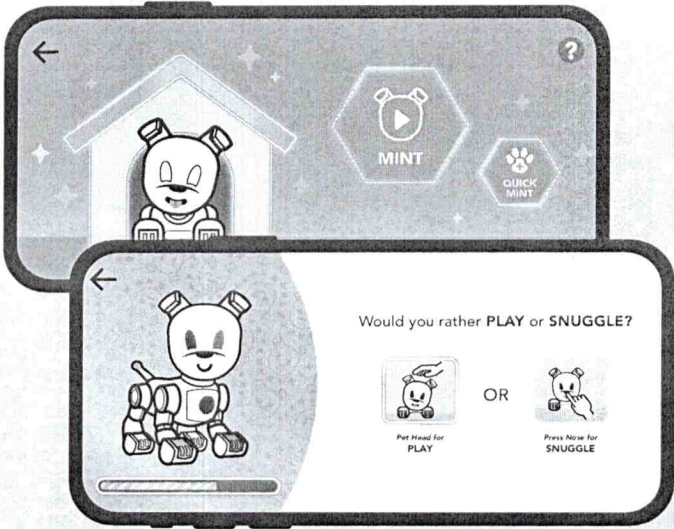 ?
MINT
QUICK
MINT
Would you rather PLAY or SNUGGLE?
OR
Pet Head for
PLAY
Press Nose for
SNUGGLE